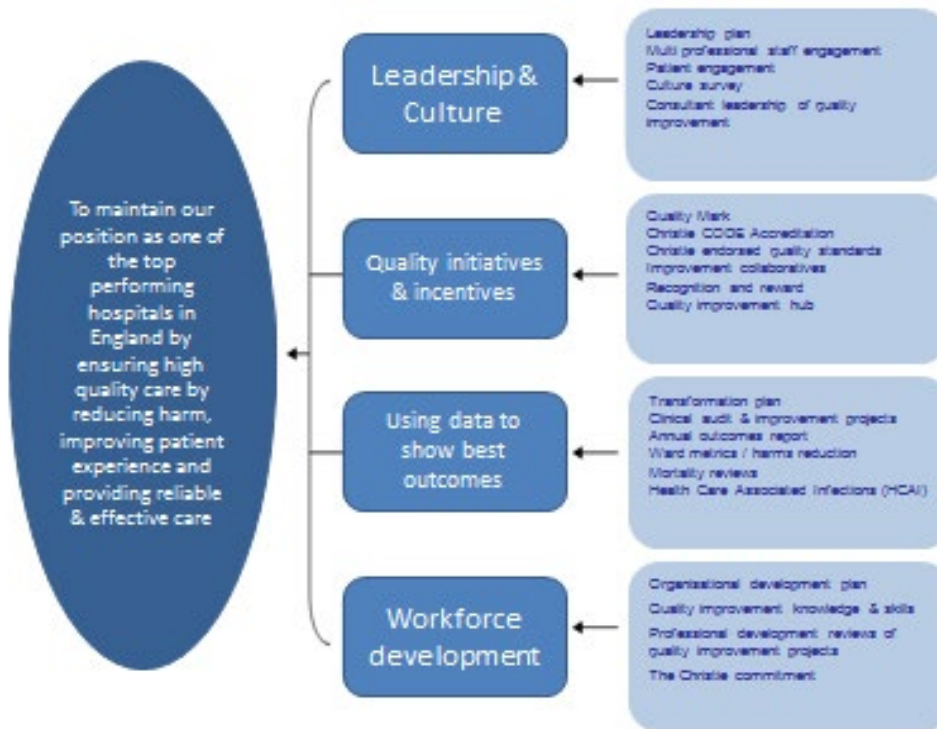 To maintain our
position as one of
the top
performing
hospitals in
England by
ensuring high
quality care by
reducing harm,
improving patient
experience and
providing reliable
& effective care
Leadership &
Culture
Leadership plan
Multi professional staff engagement
Patient engagement
Culture survey
Consultant leadership of quality
improvement
Quality initiatives
& incentives
Quality Mark
Christie CODE Accreditation
Christie endorsed quality standards
Improvement collaboratives
Recognition and reward
Quality improvement hub
Using data to
show best
outcomes
Transformation plan
Clinical audit & improvement projects
Annual outcomes report
Ward metrics / harms reduction
Mortality reviews
Health Care Associated Infections (HCAI)
Workforce
development
Organisational development plan
Quality improvement knowledge & skills
Professional development reviews of
quality improvement projects
The Christie commitment